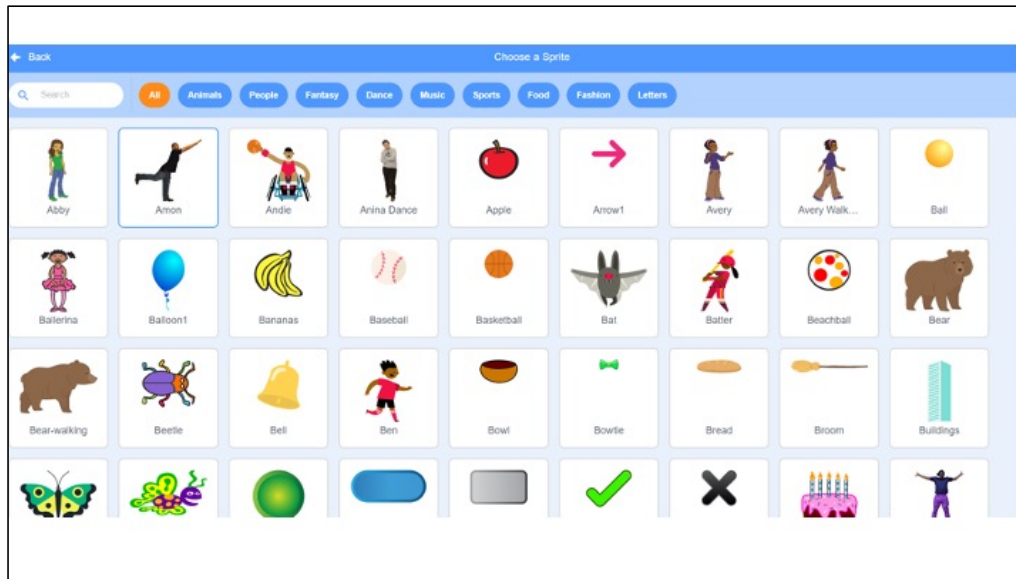 Back
Choose a Sprite
Search
All Animals People Fantasy Dance Music Sports Food Fashion Letters
Abby Amon Andie Anina Dance Apple Arrow1 Avery Avery Walk... Ball
Ballerina Balloon1 Bananas Baseball Basketball Bat Batter Beachball Bear
Bear-walking Beetle Bell Ben Bowl Bowtie Bread Broom Buildings